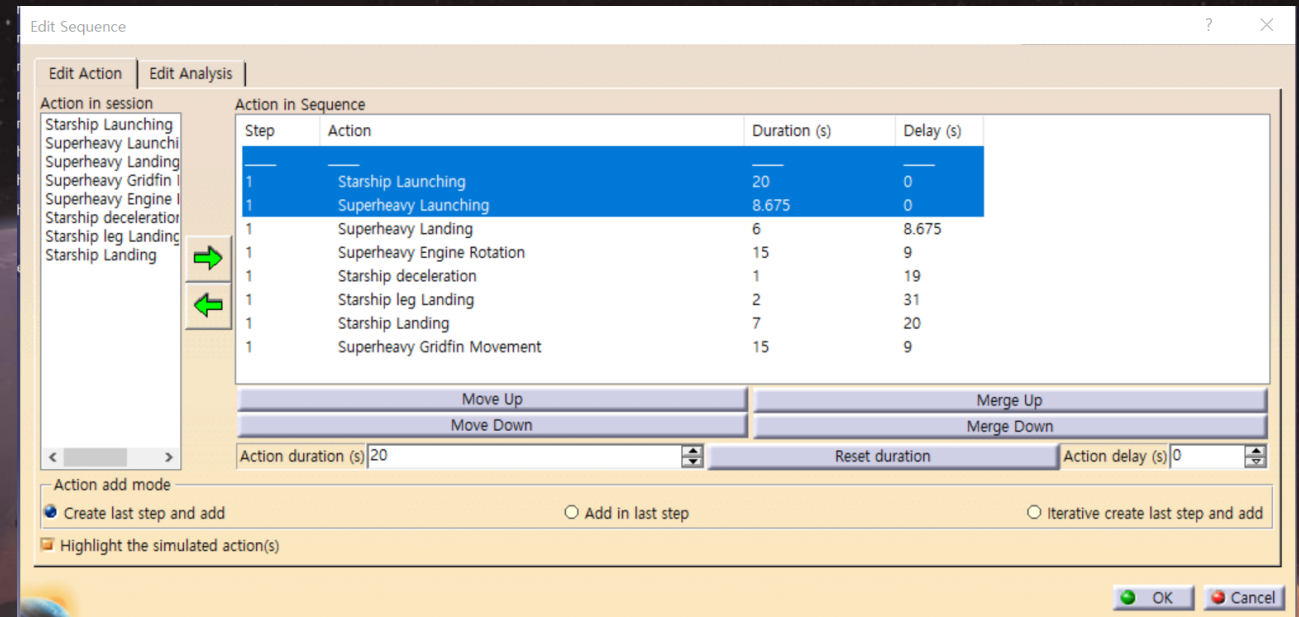 Edit Sequence
?
Edit Action
Edit Analysis
Action in session
Starship Launching
Superheavy Launchi
Superheavy Landing
Superheavy Gridfin
Superheavy Engine
Starship deceleration
Starship leg Landing
Starship Landing
Action in Sequence
Step Action Duration (s) Delay (s)
1 Starship Launching 20 0
1 Superheavy Launching 8.675 0
1 Superheavy Landing 6 8.675
1 Superheavy Engine Rotation 15 9
1 Starship deceleration 1 19
1 Starship leg Landing 2 31
1 Starship Landing 7 20
1 Superheavy Gridfin Movement 15 9
Move Up
Merge Up
Move Down
Merge Down
Action duration (s) 20
Reset duration
Action delay (s) 0
Action add mode
Create last step and add
Add in last step
Iterative create last step and add
Highlight the simulated action(s)
OK
Cancel